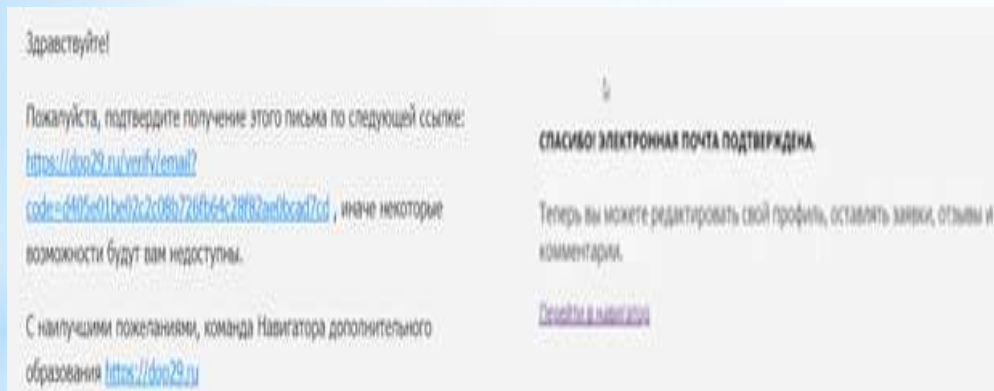 Здравствуйте!
Пожалуйста, подтвердите получение этого письма по следующей ссылке:
https://dop29.ru/verify/email?
, иначе некоторые
возможности будут вам недоступны.
С наилучшими пожеланиями, команда Навигатора дополнительного
образования https://dop29.ru
СПАСИБО! ЭЛЕКТРОННАЯ ПОЧТА ПОДТВЕРЖДЕНА.
Теперь вы можете редактировать свой профиль, оставлять заявки, отзывы и
комментарии.
Перейти в навигатор